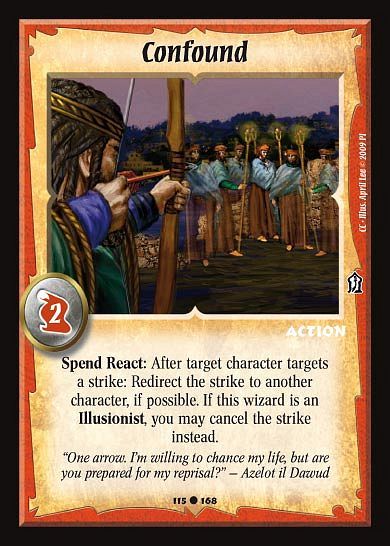 Confound
CC - Illus. April Lee © 2009 PI
2
ACTION
Spend React: After target character targets
a strike: Redirect the strike to another
character, if possible. If this wizard is an
Illusionist, you may cancel the strike
instead.
“One arrow. I'm willing to chance my life, but are
you prepared for my reprisal?” – Azelot il Dawud
115 ● 168